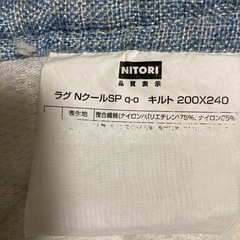 NITORI
品質表示
ラグ NクールSP q-o キルト 200X240
表生地 複合繊維(ナイロン/ポリエチレン)75%, ナイロン25%